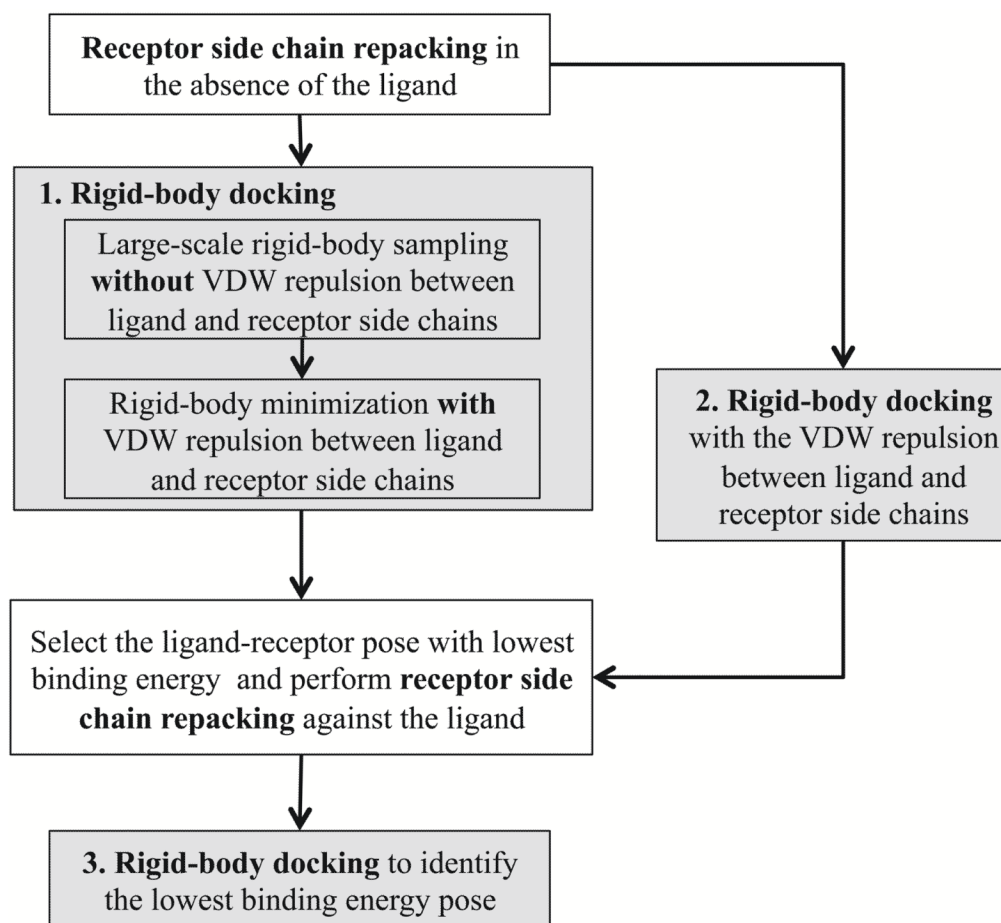 Receptor side chain repacking in
the absence of the ligand
1. Rigid-body docking
Large-scale rigid-body sampling
without VDW repulsion between
ligand and receptor side chains
Rigid-body minimization with
VDW repulsion between ligand
and receptor side chains
2. Rigid-body docking
with the VDW repulsion
between ligand and
receptor side chains
Select the ligand-receptor pose with lowest
binding energy and perform receptor side
chain repacking against the ligand
3. Rigid-body docking to identify
the lowest binding energy pose